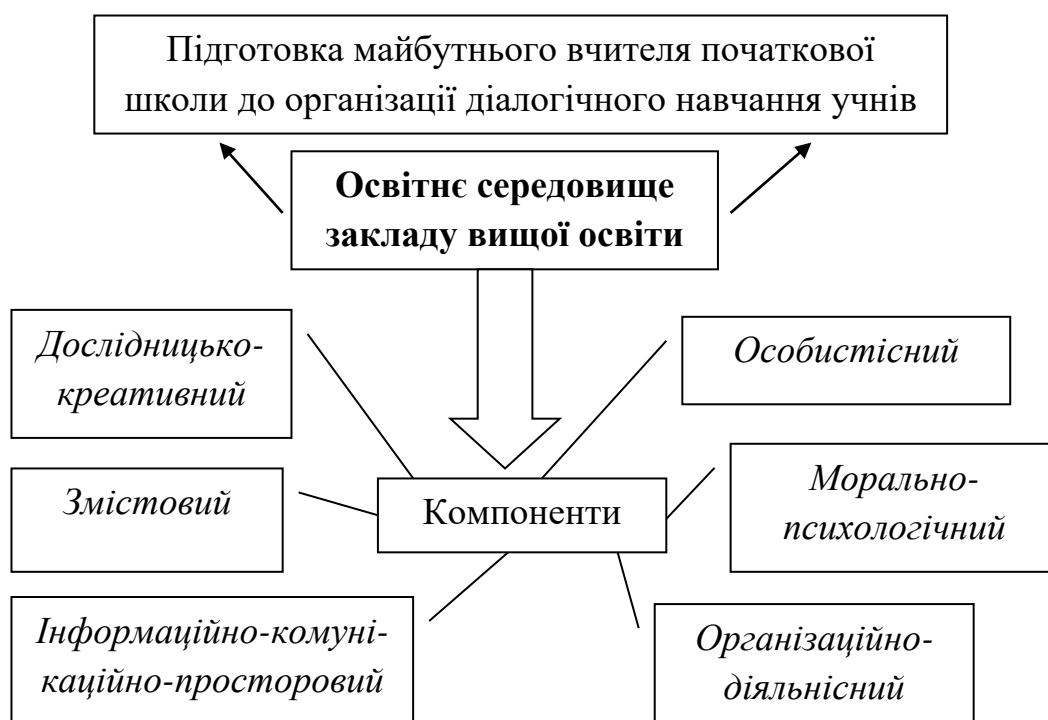 Підготовка майбутнього вчителя початкової
школи до організації діалогічного навчання учнів
Освітнє середовище
закладу вищої освіти
Дослідницько-
креативний
Особистісний
Змістовий
Компоненти
Морально-
психологічний
Інформаційно-комуні-
каційно-просторовий
Організаційно-
діяльнісний